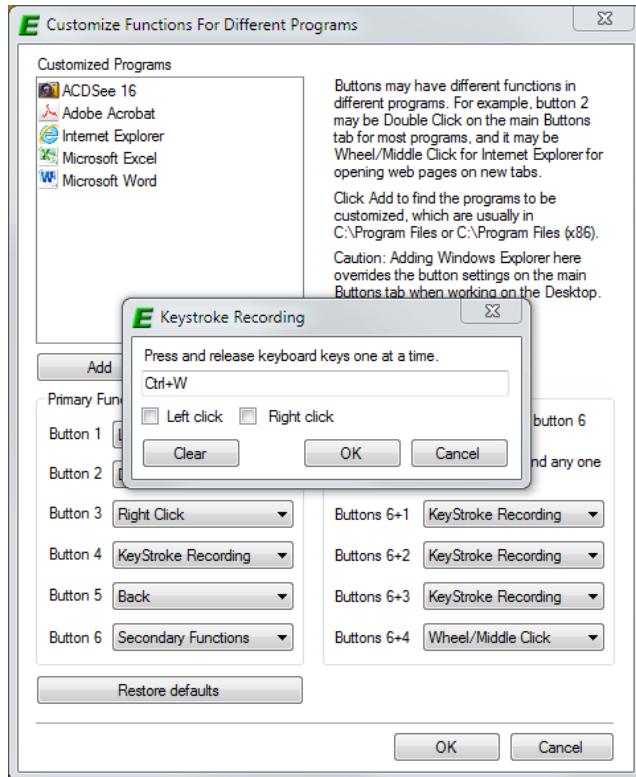 Customize Functions For Different Programs
Customized Programs
ACDSee 16
Adobe Acrobat
Internet Explorer
Microsoft Excel
Microsoft Word
Buttons may have different functions in
different programs. For example, button 2
may be Double Click on the main Buttons
tab for most programs, and it may be
Wheel/Middle Click for Internet Explorer for
opening web pages on new tabs.
Click Add to find the programs to be
customized, which are usually in
C:\Program Files or C:\Program Files (x86).
Caution: Adding Windows Explorer here
overrides the button settings on the main
Buttons tab when working on the Desktop.
Keystroke Recording
Press and release keyboard keys one at a time.
Ctrl+W
Left click Right click
Clear OK Cancel
Add
Primary Fun
button 6
Button 1
nd any one
Button 2
Button 3 Right Click
Buttons 6+1 KeyStroke Recording
Button 4 KeyStroke Recording
Buttons 6+2 KeyStroke Recording
Button 5 Back
Buttons 6+3 KeyStroke Recording
Button 6 Secondary Functions
Buttons 6+4 Wheel/Middle Click
Restore defaults
OK Cancel